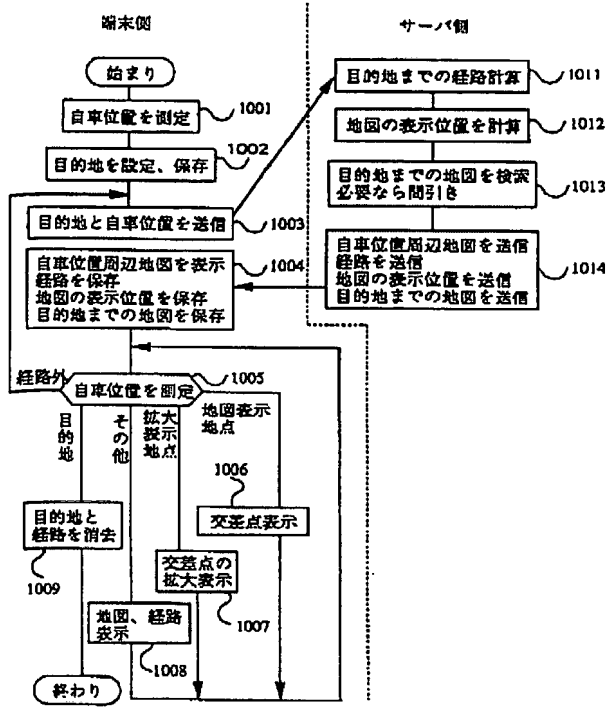 端末側
サーバ側
始まり
自車位置を測定
1001
目的地を設定、保存
1002
目的地と自車位置を送信
1003
自車位置周辺地図を表示
経路を保存
地図の表示位置を保存
目的地までの地図を保存
1004
目的地までの経路計算
1011
地図の表示位置を計算
1012
目的地までの地図を検索
必要なら間引き
1013
自車位置周辺地図を送信
経路を送信
地図の表示位置を送信
目的地までの地図を送信
1014
経路外
自車位置を測定
1005
目的地
その他
拡大
表示
地点
地図表示
地点
1006
交差点表示
目的地と
経路を消去
1009
交差点の
拡大表示
1007
地図、経路
表示
1008
終わり